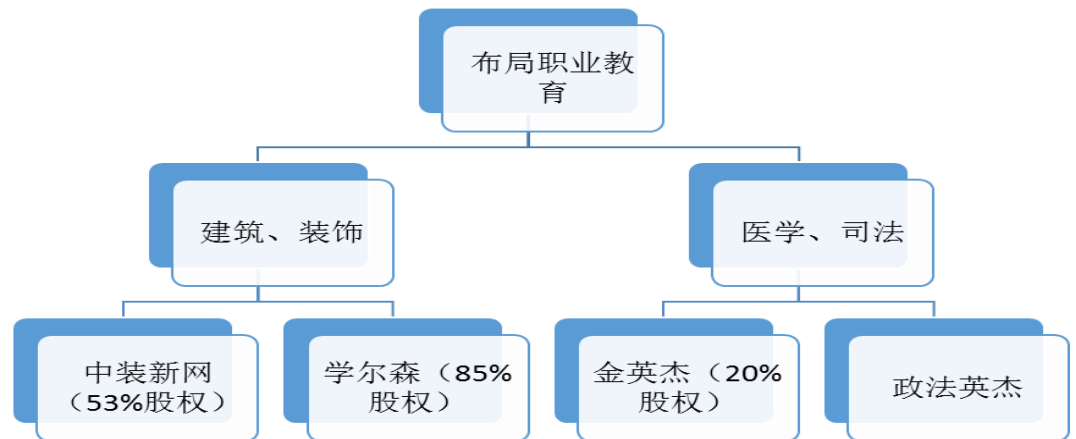 布局职业教
育
建筑、装饰
医学、司法
中装新网
（53%股权）
学尔森（85%
股权）
金英杰（20%
股权）
政法英杰